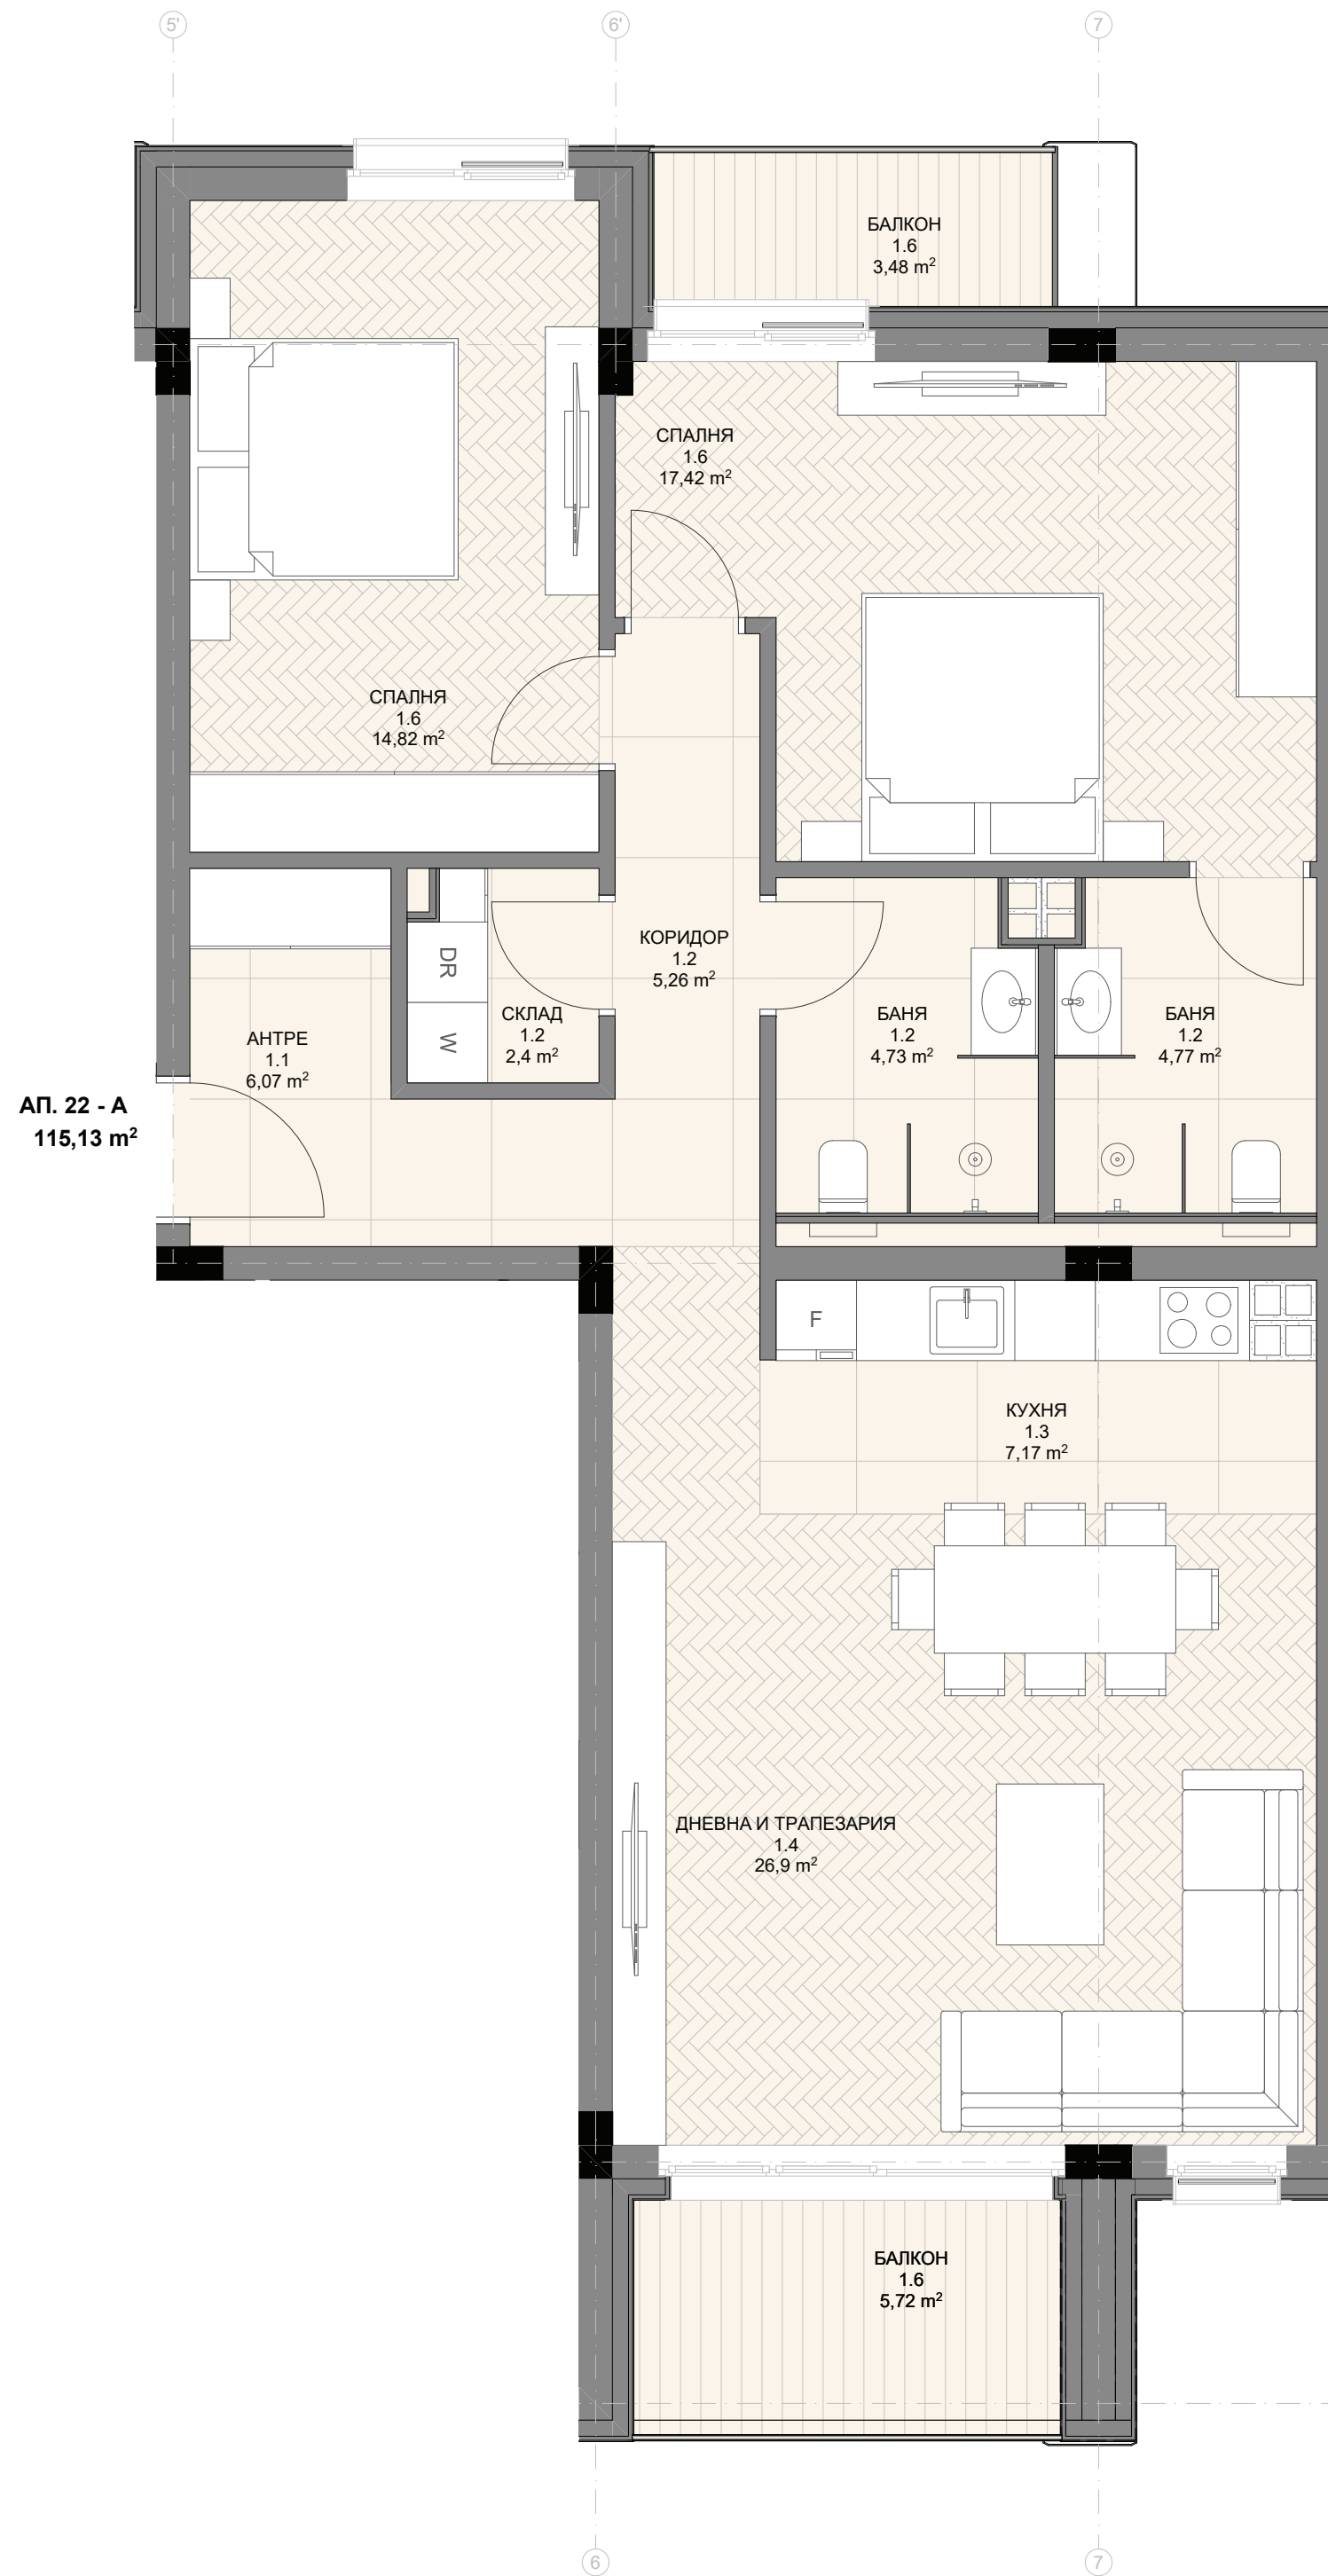 5'
6'
7
БАЛКОН
1.6
3,48 m²
СПАЛНЯ
1.6
17,42 m²
СПАЛНЯ
1.6
14,82 m²
КОРИДОР
1.2
5,26 m²
DR
W
СКЛАД
1.2
2,4 m²
АНТРЕ
1.1
6,07 m²
БАНЯ
1.2
4,73 m²
БАНЯ
1.2
4,77 m²
АП. 22 - А
115,13 m²
F
КУХНЯ
1.3
7,17 m²
ДНЕВНА И ТРАПЕЗАРИЯ
1.4
26,9 m²
БАЛКОН
1.6
5,72 m²
6
7